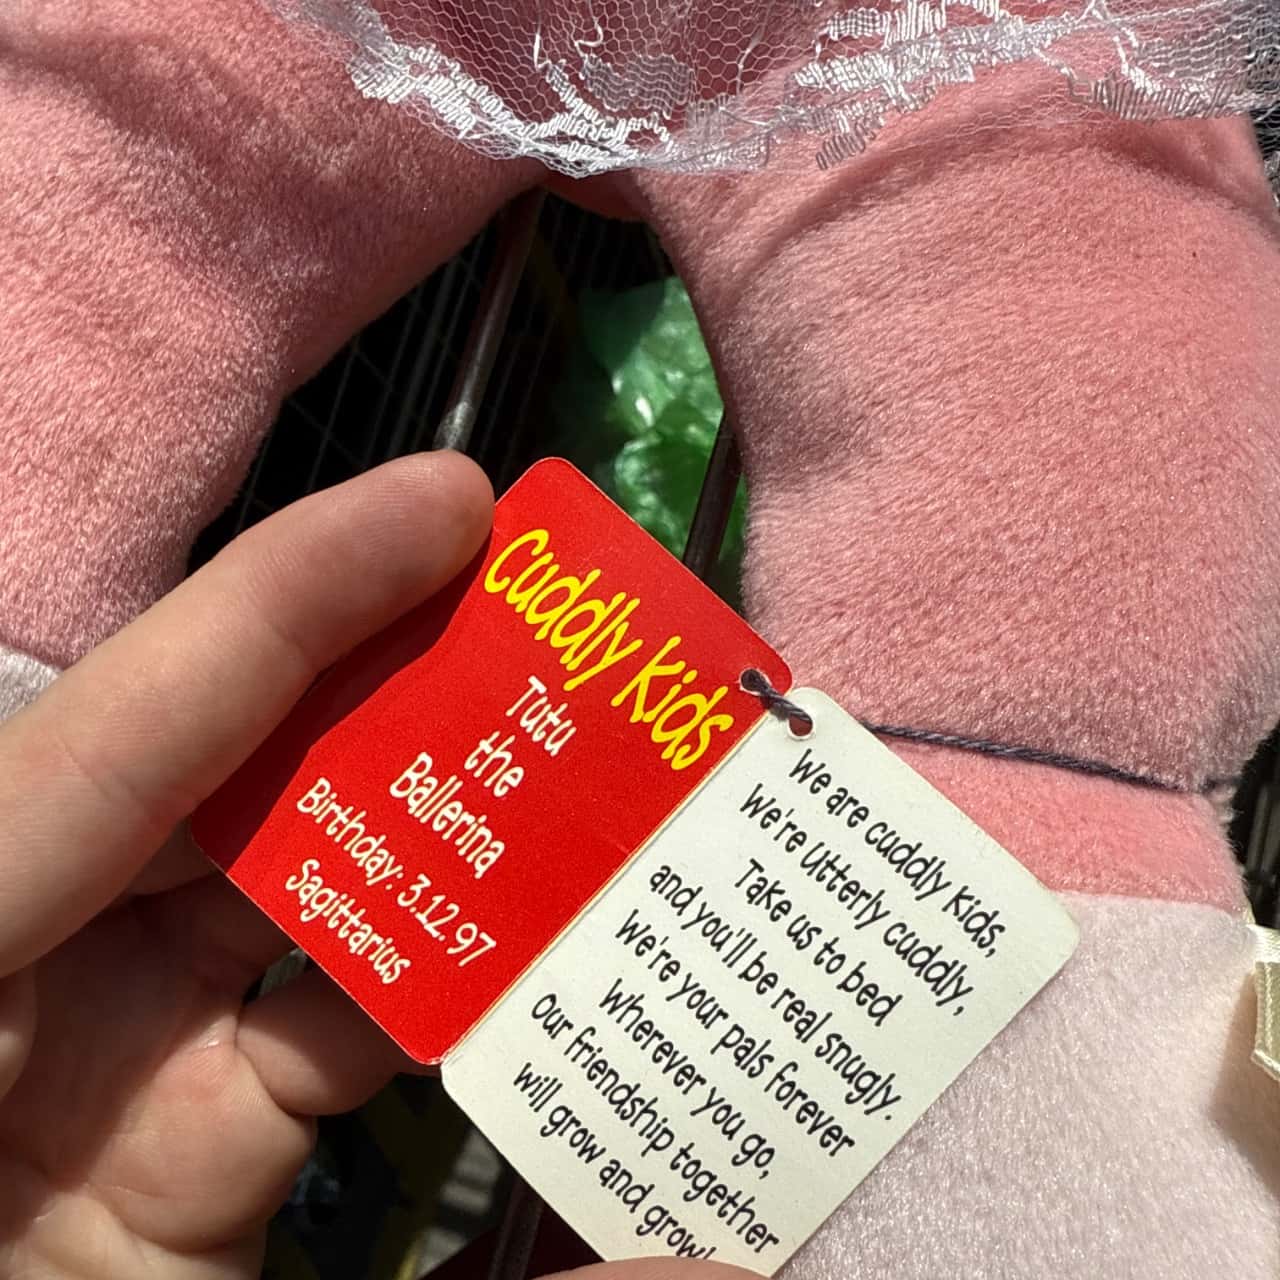 Cuddly Kids
Tutu
the
Ballerina
Birthday: 3.12.97
Sagittarius
We are cuddly kids,
We're utterly cuddly,
Take us to bed
and you'll be real snugly.
We're your pals forever
Wherever you go,
Our friendship together
will grow and grow!